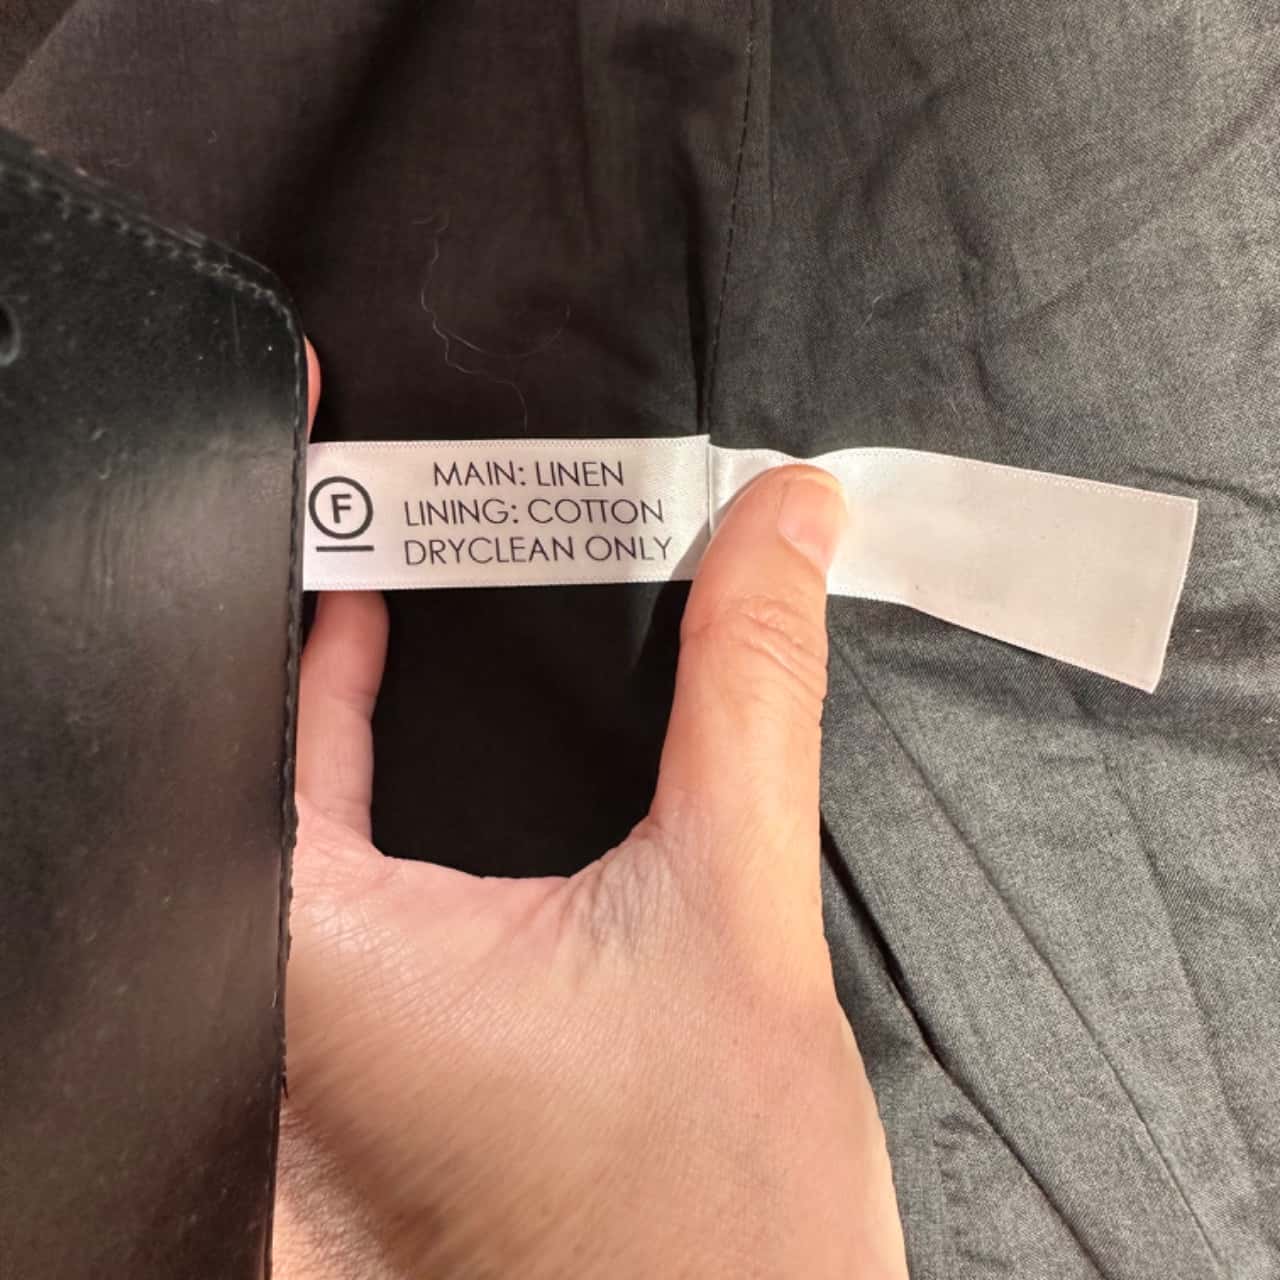 F
MAIN: LINEN
LINING: COTTON
DRYCLEAN ONLY